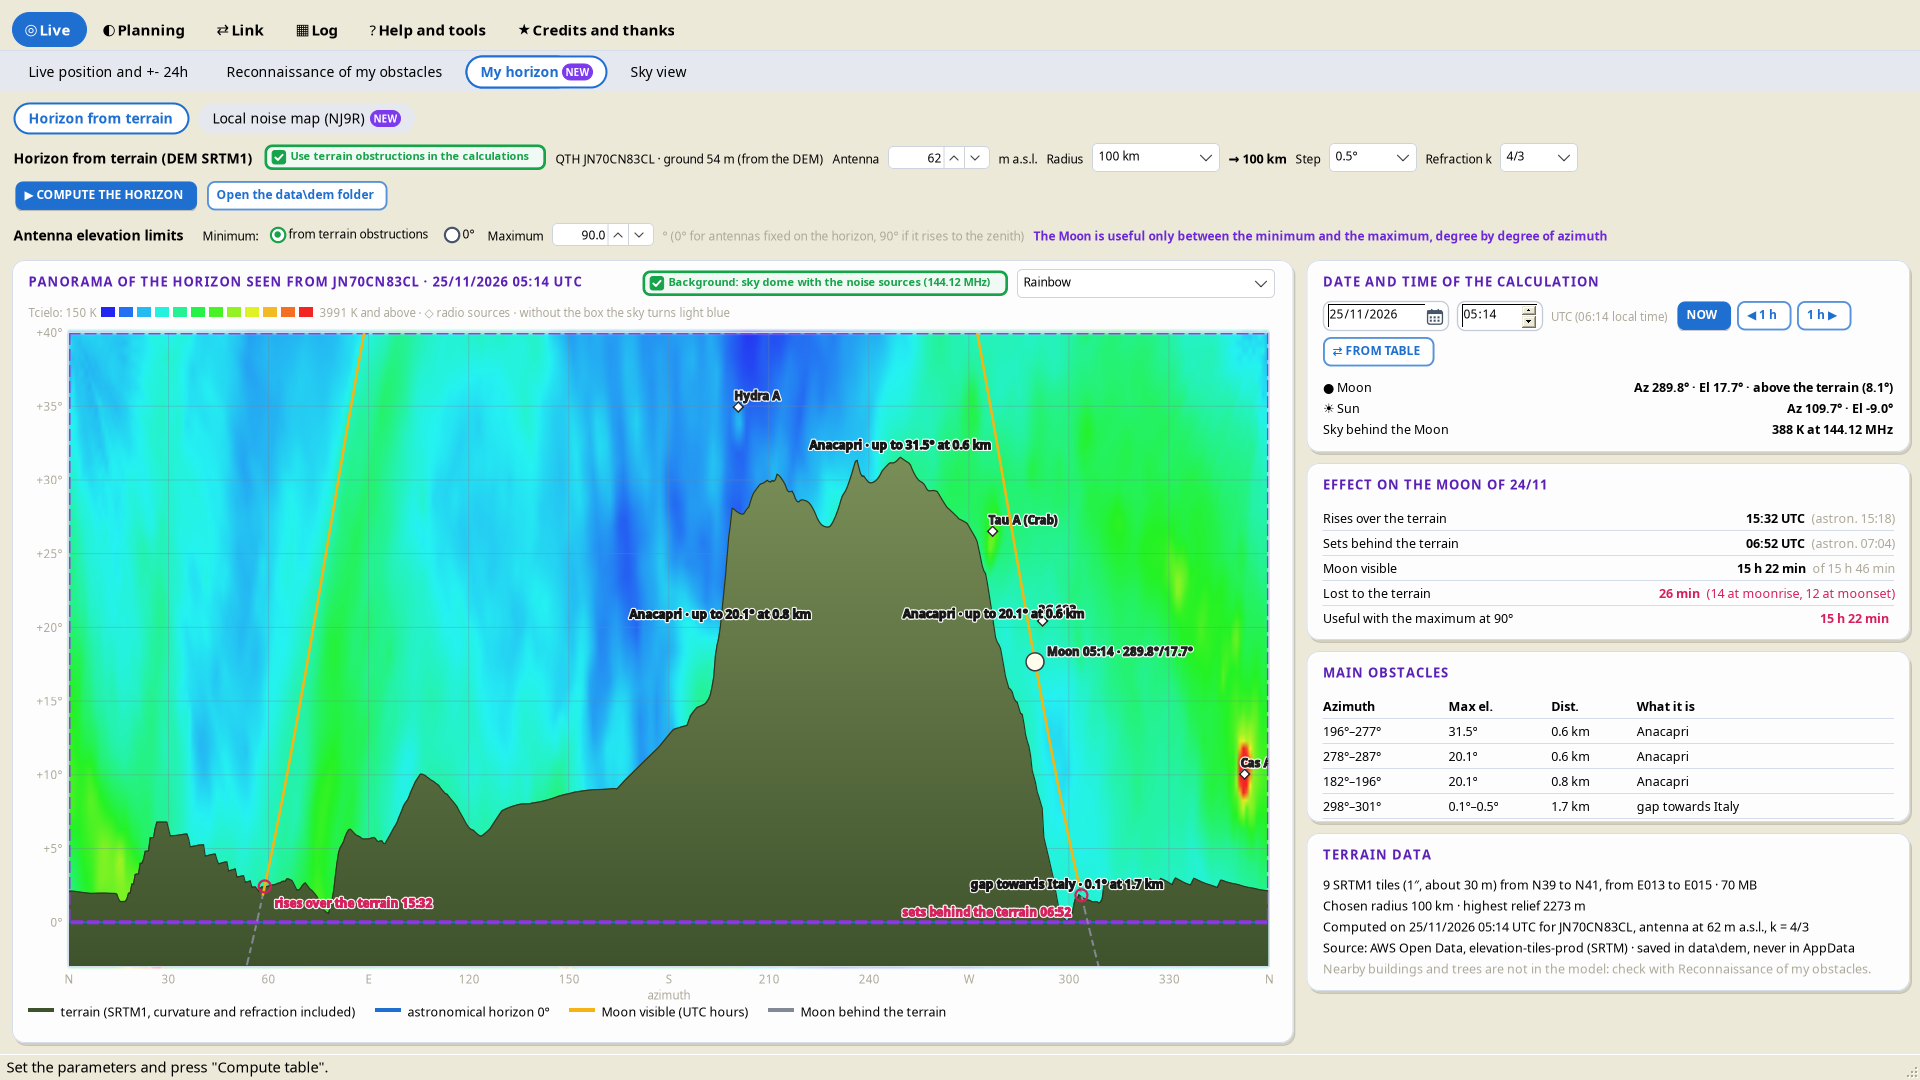 ◎ Live ◐ Planning ⇄ Link ▦ Log ? Help and tools ★ Credits and thanks
Live position and +- 24h Reconnaissance of my obstacles My horizon NEW Sky view
Horizon from terrain Local noise map (NJ9R) NEW
Horizon from terrain (DEM SRTM1) Use terrain obstructions in the calculations QTH JN70CN83CL · ground 54 m (from the DEM) Antenna 62 m a.s.l. Radius 100 km → 100 km Step 0.5° Refraction k 4/3
▶ COMPUTE THE HORIZON Open the data\dem folder
Antenna elevation limits Minimum: from terrain obstructions 0° Maximum 90.0 ° (0° for antennas fixed on the horizon, 90° if it rises to the zenith) The Moon is useful only between the minimum and the maximum, degree by degree of azimuth
PANORAMA OF THE HORIZON SEEN FROM JN70CN83CL · 25/11/2026 05:14 UTC Background: sky dome with the noise sources (144.12 MHz) Rainbow
Tcielo: 150 K 3991 K and above · ◇ radio sources · without the box the sky turns light blue
+40°
+35°
+30°
+25°
+20°
+15°
+10°
+5°
0°
Hydra A
Anacapri · up to 31.5° at 0.6 km
Tau A (Crab)
Anacapri · up to 20.1° at 0.8 km
Anacapri · up to 20.1° at 0.6 km
Moon 05:14 · 289.8°/17.7°
Cas A
gap towards Italy · 0.1° at 1.7 km
rises over the terrain 15:32
sets behind the terrain 06:52
N 30 60 E 120 150 S 210 240 W 300 330 N
azimuth
terrain (SRTM1, curvature and refraction included) astronomical horizon 0° Moon visible (UTC hours) Moon behind the terrain
DATE AND TIME OF THE CALCULATION
25/11/2026 05:14 UTC (06:14 local time) NOW ◀ 1 h 1 h ▶
⇄ FROM TABLE
● Moon Az 289.8° · El 17.7° · above the terrain (8.1°)
☀ Sun Az 109.7° · El -9.0°
Sky behind the Moon 388 K at 144.12 MHz
EFFECT ON THE MOON OF 24/11
Rises over the terrain 15:32 UTC (astron. 15:18)
Sets behind the terrain 06:52 UTC (astron. 07:04)
Moon visible 15 h 22 min of 15 h 46 min
Lost to the terrain 26 min (14 at moonrise, 12 at moonset)
Useful with the maximum at 90° 15 h 22 min
MAIN OBSTACLES
Azimuth Max el. Dist. What it is
196°–277° 31.5° 0.6 km Anacapri
278°–287° 20.1° 0.6 km Anacapri
182°–196° 20.1° 0.8 km Anacapri
298°–301° 0.1°–0.5° 1.7 km gap towards Italy
TERRAIN DATA
9 SRTM1 tiles (1″, about 30 m) from N39 to N41, from E013 to E015 · 70 MB
Chosen radius 100 km · highest relief 2273 m
Computed on 25/11/2026 05:14 UTC for JN70CN83CL, antenna at 62 m a.s.l., k = 4/3
Source: AWS Open Data, elevation-tiles-prod (SRTM) · saved in data\dem, never in AppData
Nearby buildings and trees are not in the model: check with Reconnaissance of my obstacles.
Set the parameters and press "Compute table".